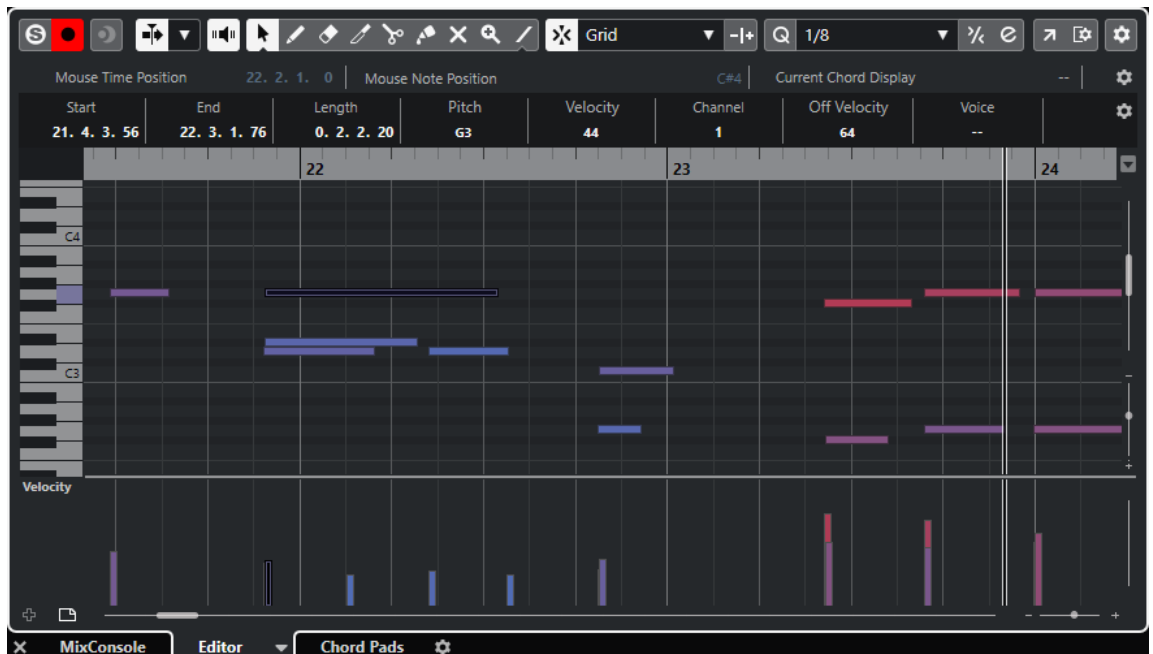 S Grid Q 1/8 e
Mouse Time Position 22. 2. 1. 0 Mouse Note Position C#4 Current Chord Display --
Start End Length Pitch Velocity Channel Off Velocity Voice
21. 4. 3. 56 22. 3. 1. 76 0. 2. 2. 20 G3 44 1 64 --
22 23 24
C4
C3
Velocity
MixConsole Editor Chord Pads